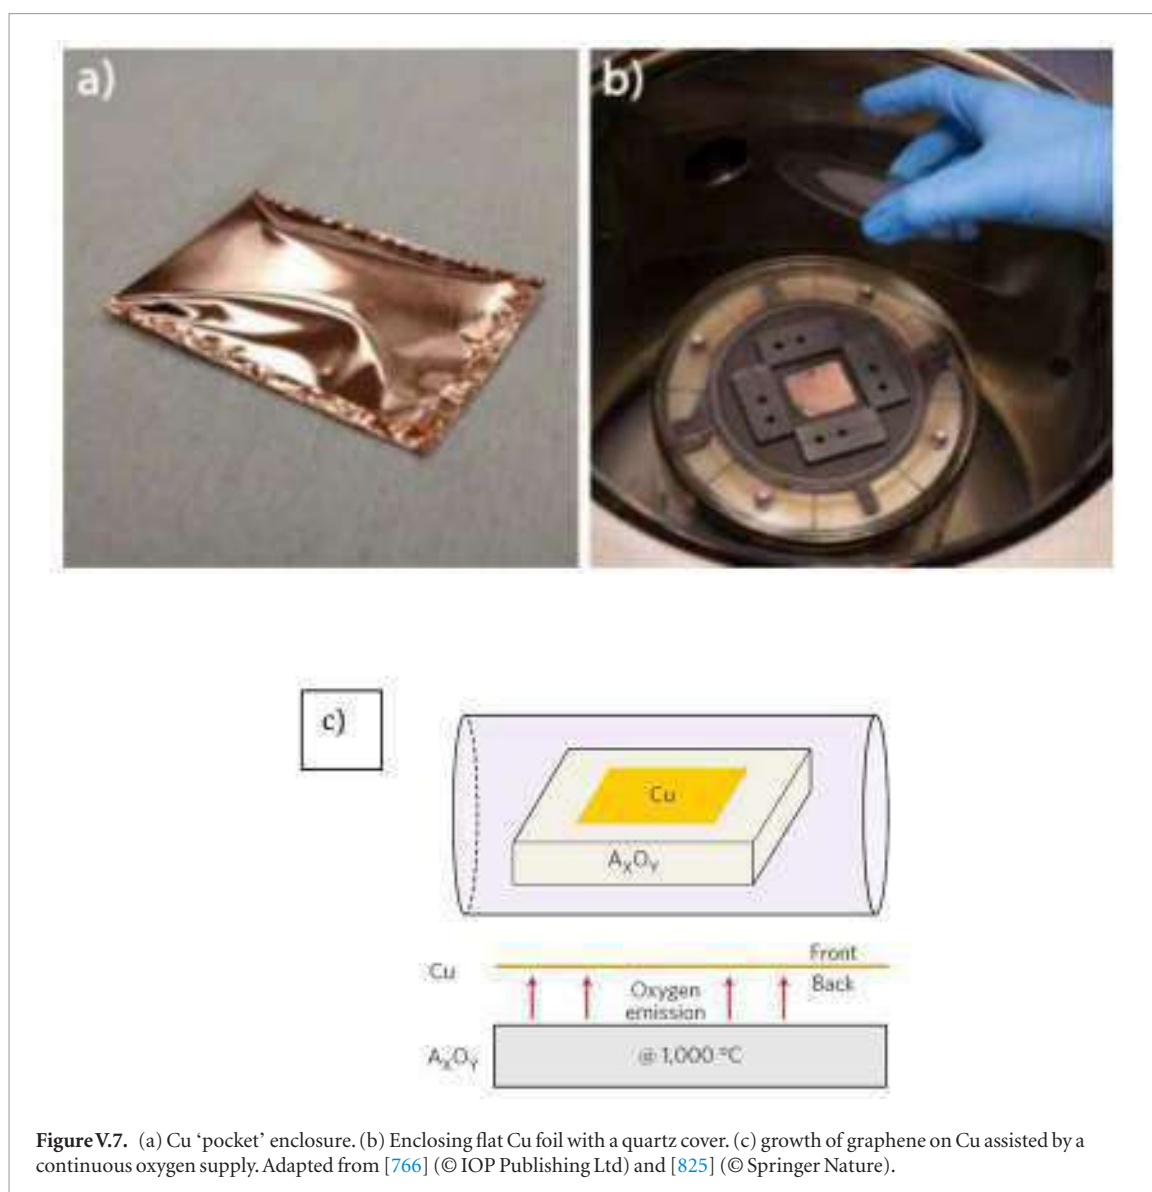 a)
b)
c)
Cu
AₓOᵧ
Front
Cu
Back
Oxygen
emission
AₓOᵧ
@ 1,000 °C
Figure V.7. (a) Cu ‘pocket’ enclosure. (b) Enclosing flat Cu foil with a quartz cover. (c) growth of graphene on Cu assisted by a
continuous oxygen supply. Adapted from [766] (© IOP Publishing Ltd) and [825] (© Springer Nature).